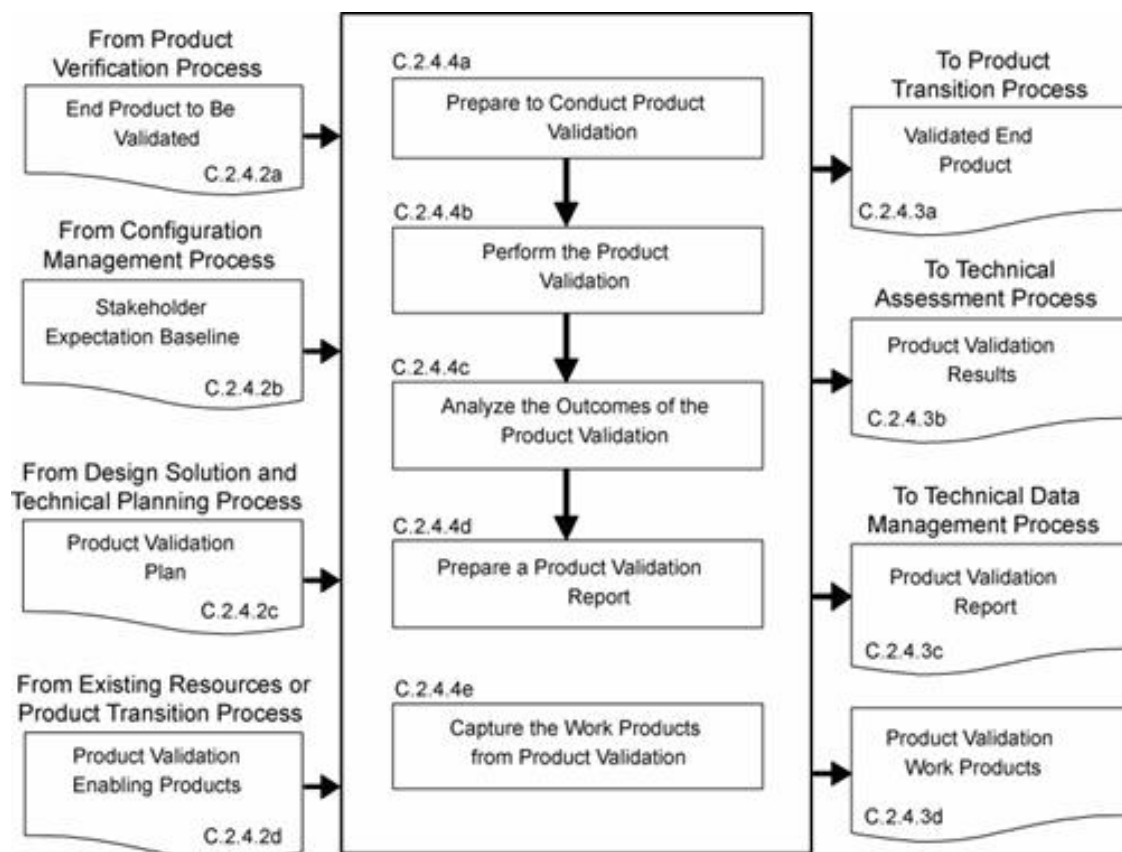 From Product
Verification Process
End Product to Be
Validated
C.2.4.2a
From Configuration
Management Process
Stakeholder
Expectation Baseline
C.2.4.2b
From Design Solution and
Technical Planning Process
Product Validation
Plan
C.2.4.2c
From Existing Resources or
Product Transition Process
Product Validation
Enabling Products
C.2.4.2d
C.2.4.4a
Prepare to Conduct Product
Validation
C.2.4.4b
Perform the Product
Validation
C.2.4.4c
Analyze the Outcomes of the
Product Validation
C.2.4.4d
Prepare a Product Validation
Report
C.2.4.4e
Capture the Work Products
from Product Validation
To Product
Transition Process
Validated End
Product
C.2.4.3a
To Technical
Assessment Process
Product Validation
Results
C.2.4.3b
To Technical Data
Management Process
Product Validation
Report
C.2.4.3c
Product Validation
Work Products
C.2.4.3d